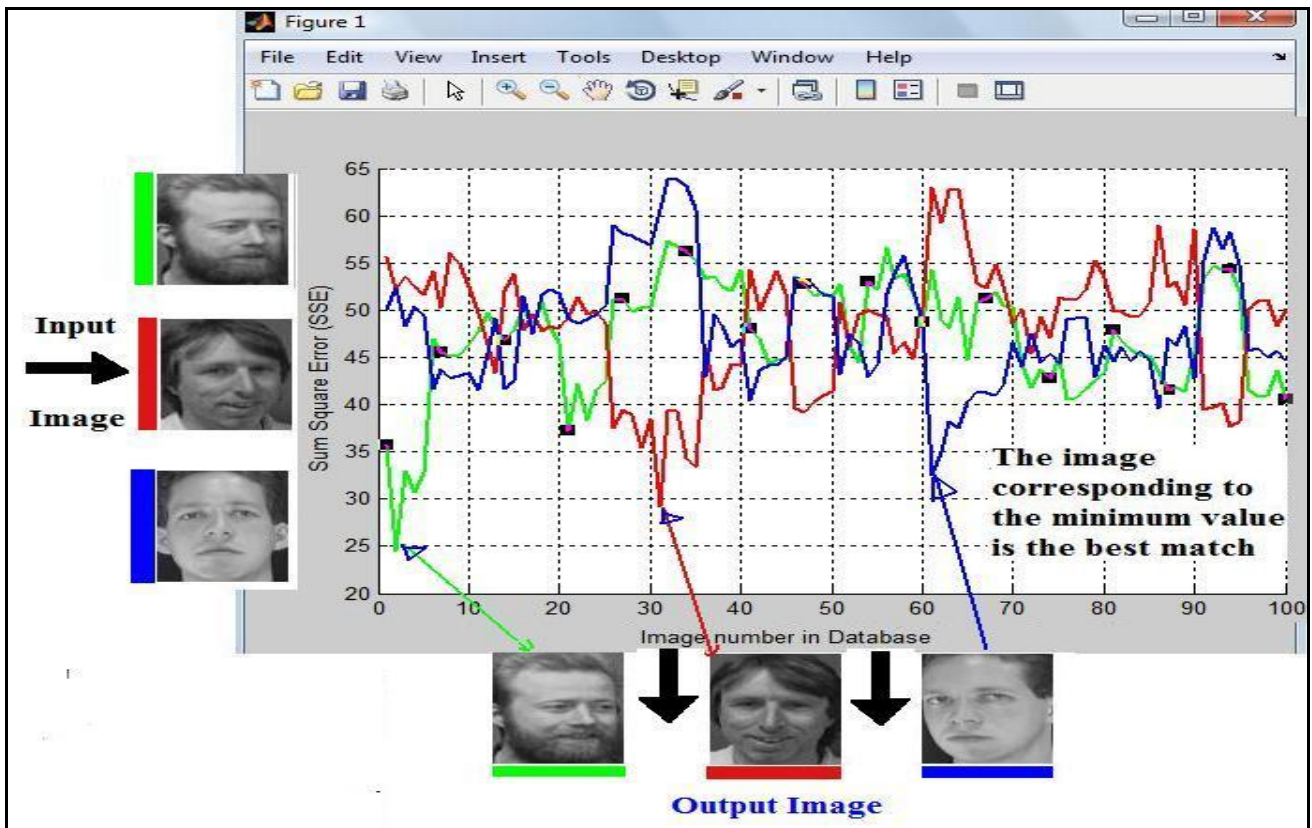 Figure 1
File Edit View Insert Tools Desktop Window Help
65
60
55
50
45
40
35
30
25
20
Sum Square Error (SSE)
0 10 20 30 40 50 60 70 80 90 100
Image number in Database
Input
Image
The image
corresponding to
the minimum value
is the best match
Output Image